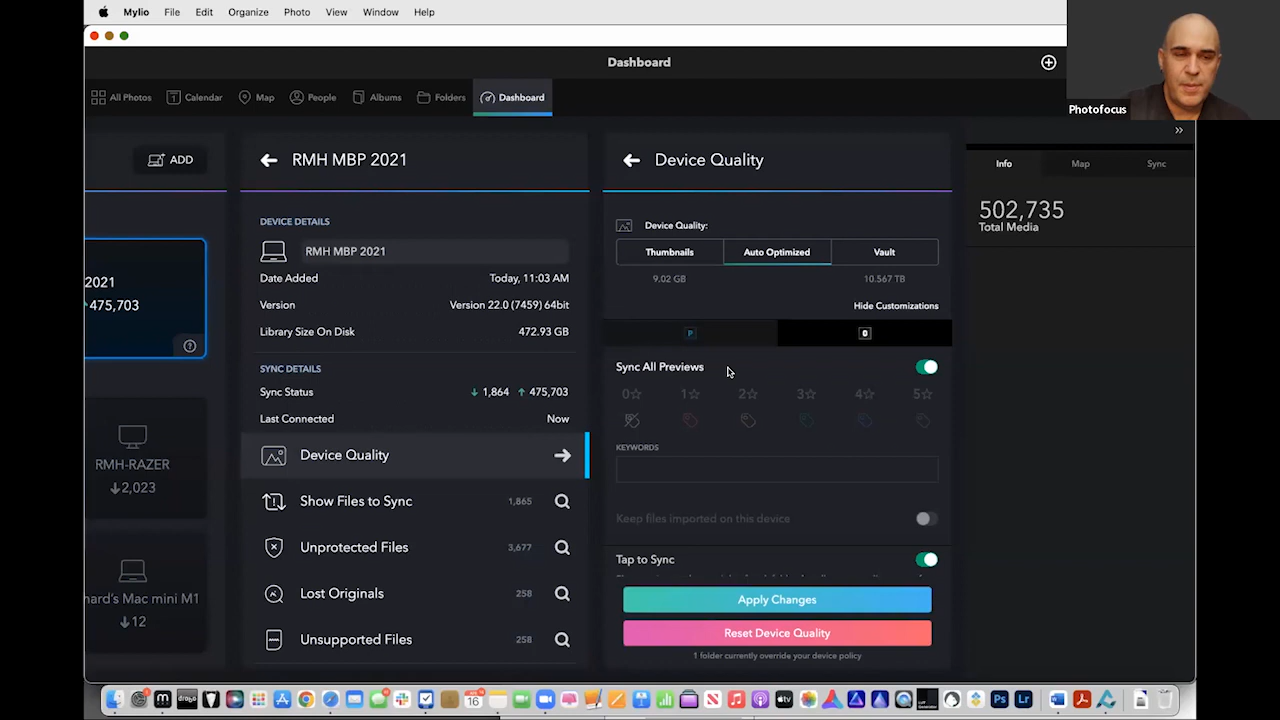 Mylio File Edit Organize Photo View Window Help
Dashboard
Photofocus
All Photos Calendar Map People Albums Folders Dashboard
ADD
RMH MBP 2021
Device Quality
Info Map Sync
502,735
Total Media
2021
475,703
RMH-RAZER
2,023
hard's Mac mini M1
12
DEVICE DETAILS
RMH MBP 2021
Date Added Today, 11:03 AM
Version Version 22.0 (7459) 64bit
Library Size On Disk 472.93 GB
SYNC DETAILS
Sync Status 1,864 475,703
Last Connected Now
Device Quality
Show Files to Sync 1,865
Unprotected Files 3,677
Lost Originals 258
Unsupported Files 258
Device Quality:
Thumbnails Auto Optimized Vault
9.02 GB 10.567 TB
Hide Customizations
P O
Sync All Previews
0 1 2 3 4 5
KEYWORDS
Keep files imported on this device
Tap to Sync
Apply Changes
Reset Device Quality
1 folder currently override your device policy